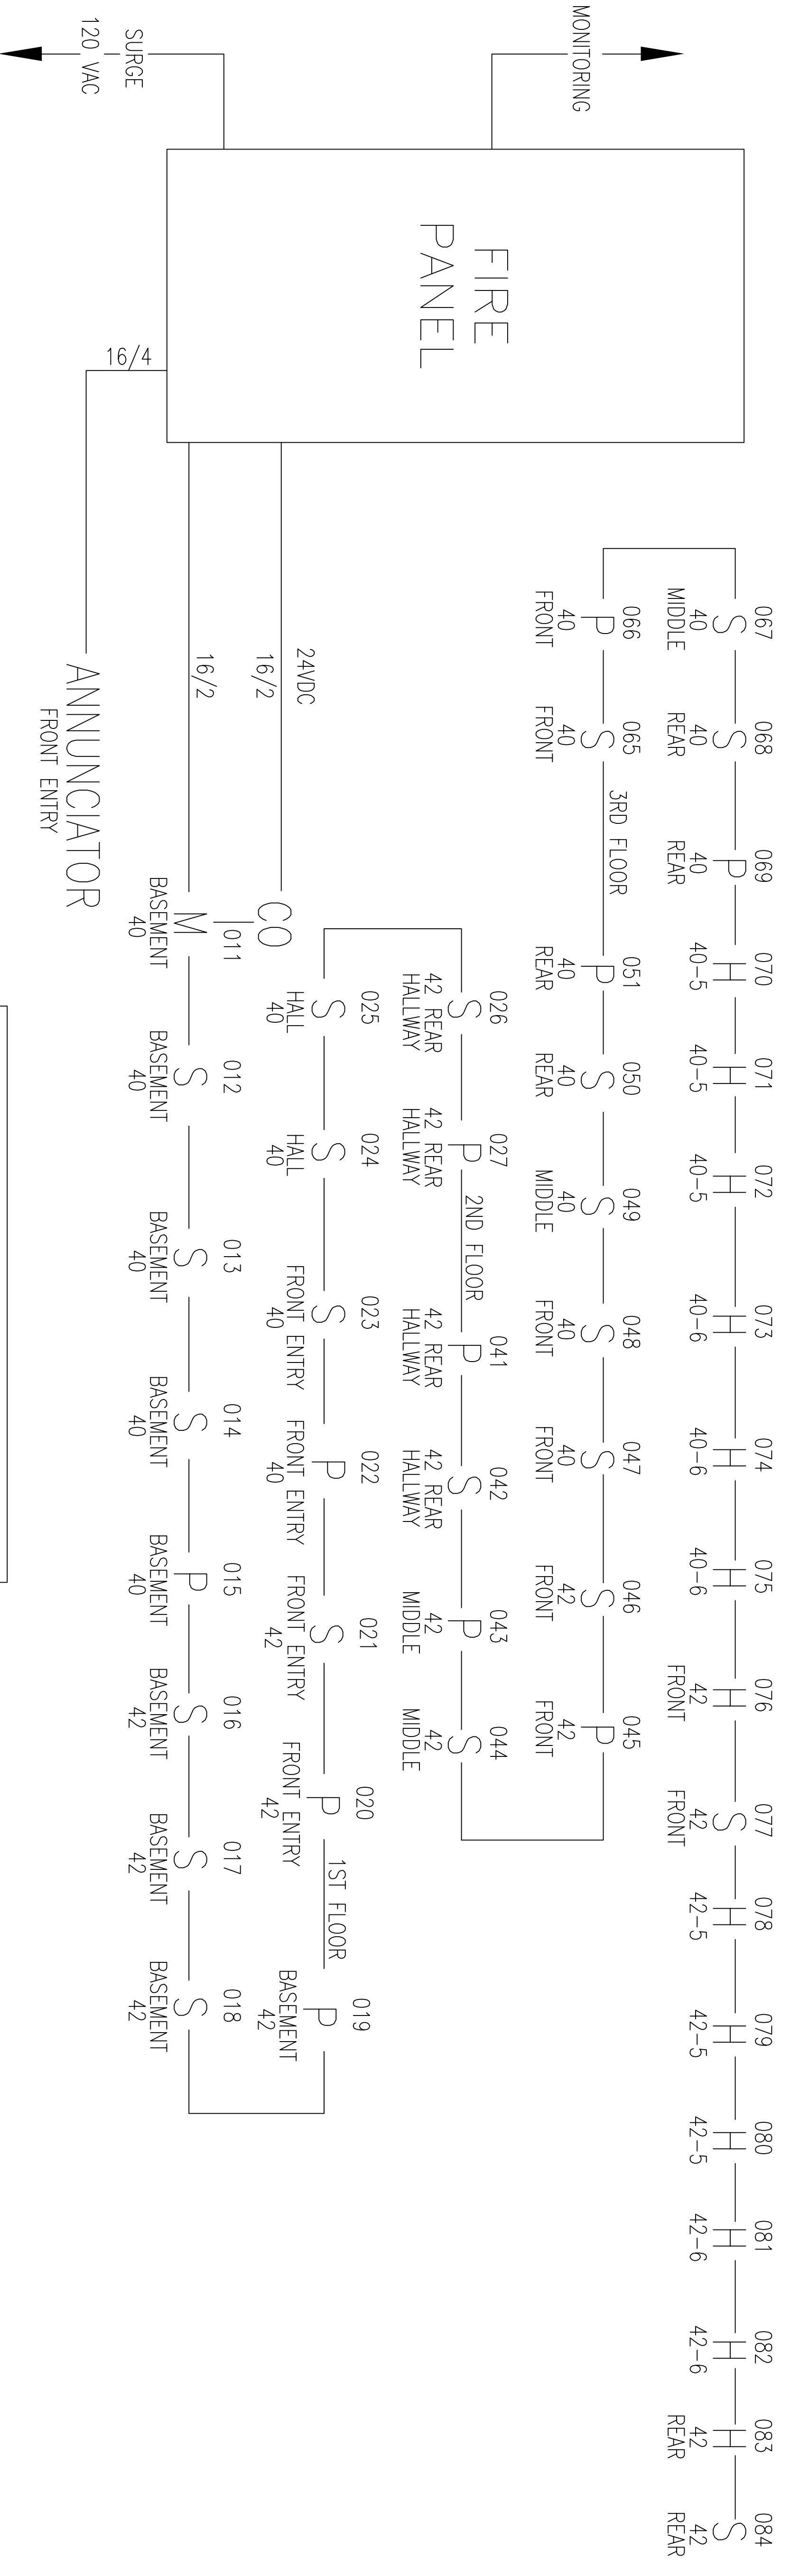 MONITORING
SURGE
120 VAC
FIRE
PANEL
16/4
ANNUNCIATOR
FRONT ENTRY
24VDC
16/2
16/2
067
S
40
MIDDLE
068
S
40
REAR
069
P
40
REAR
070
H
40-5
071
H
40-5
072
H
40-5
073
H
40-6
074
H
40-6
075
H
40-6
076
H
42
FRONT
077
S
42
FRONT
078
H
42-5
079
H
42-5
080
H
42-5
081
H
42-6
082
H
42-6
083
H
42
REAR
084
S
42
REAR
066
P
40
FRONT
065
S
40
FRONT
3RD FLOOR
051
P
40
REAR
050
S
40
REAR
049
S
40
MIDDLE
048
S
40
FRONT
047
S
40
FRONT
046
S
42
FRONT
045
P
42
FRONT
026
S
42 REAR
HALLWAY
027
P
42 REAR
HALLWAY
2ND FLOOR
041
P
42 REAR
HALLWAY
042
S
42 REAR
HALLWAY
043
P
42
MIDDLE
044
S
42
MIDDLE
025
S
HALL
40
024
S
HALL
40
023
S
FRONT ENTRY
40
022
P
FRONT ENTRY
40
021
S
FRONT ENTRY
42
020
P
FRONT ENTRY
42
1ST FLOOR
019
P
BASEMENT
42
CO
011
M
BASEMENT
40
012
S
BASEMENT
40
013
S
BASEMENT
40
014
S
BASEMENT
40
015
P
BASEMENT
40
016
S
BASEMENT
42
017
S
BASEMENT
42
018
S
BASEMENT
42